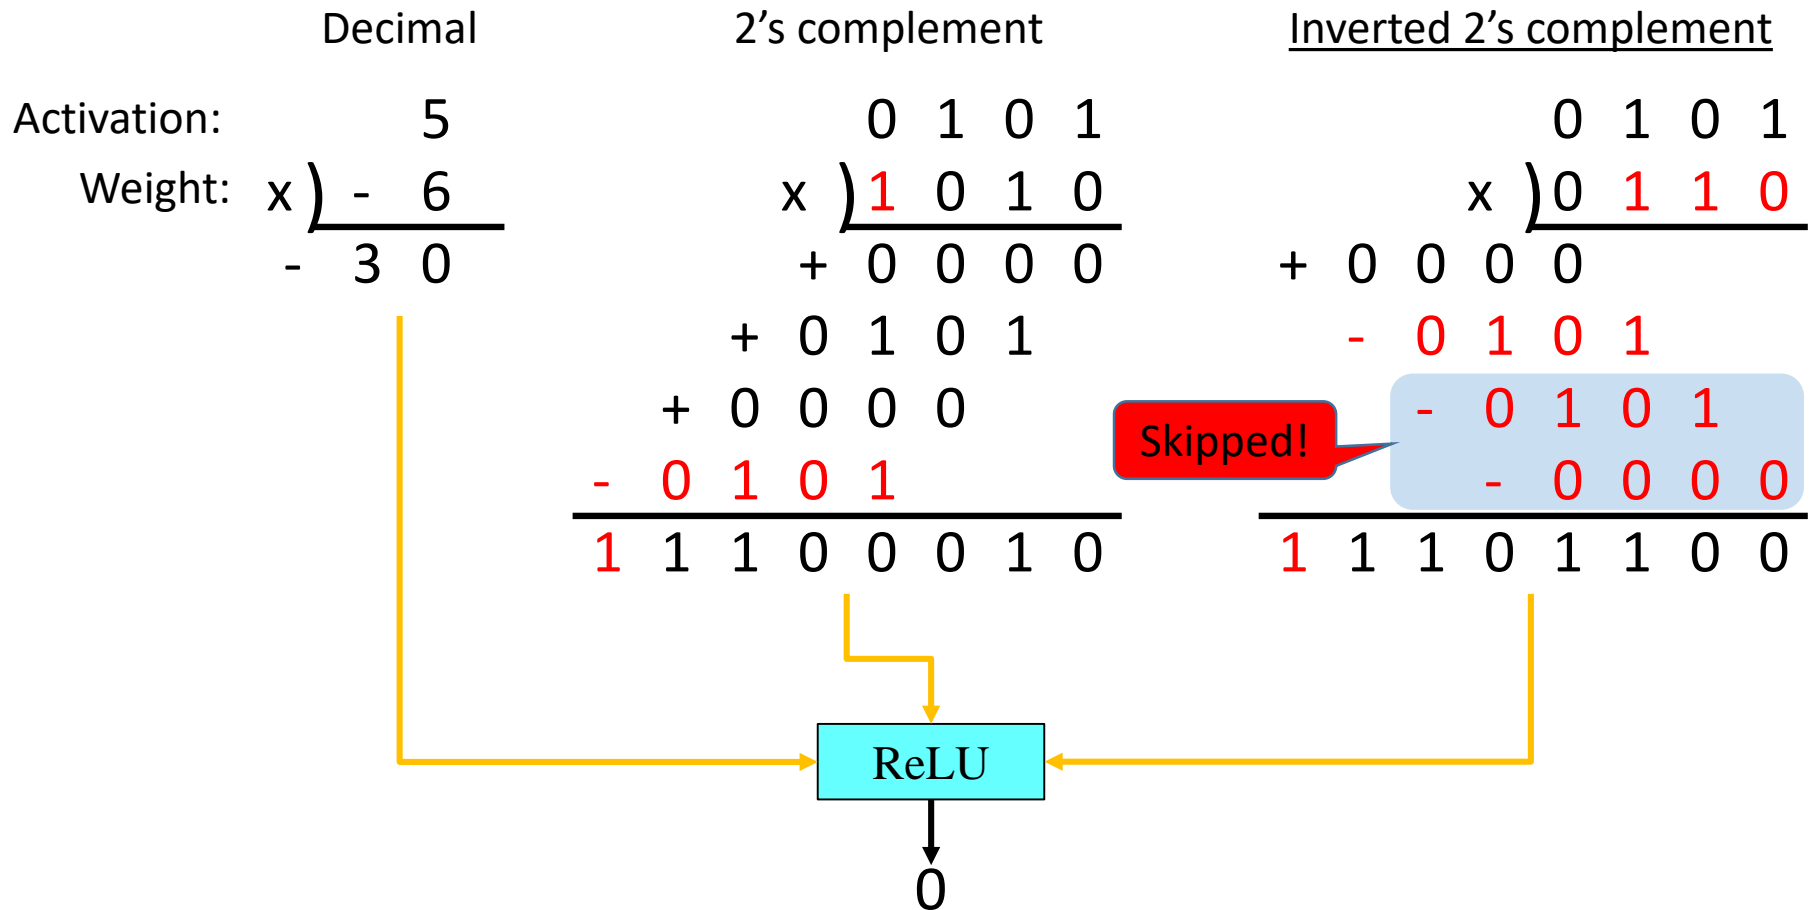 Decimal 2’s complement Inverted 2’s complement
Activation: 5 0 1 0 1 0 1 0 1
Weight: x ) - 6 x ) 1 0 1 0 x ) 0 1 1 0
- 3 0 + 0 0 0 0 + 0 0 0 0
+ 0 1 0 1 - 0 1 0 1
+ 0 0 0 0 - 0 1 0 1
Skipped!
- 0 1 0 1 - 0 0 0 0
1 1 1 0 0 0 1 0 1 1 1 0 1 1 0 0
ReLU
0